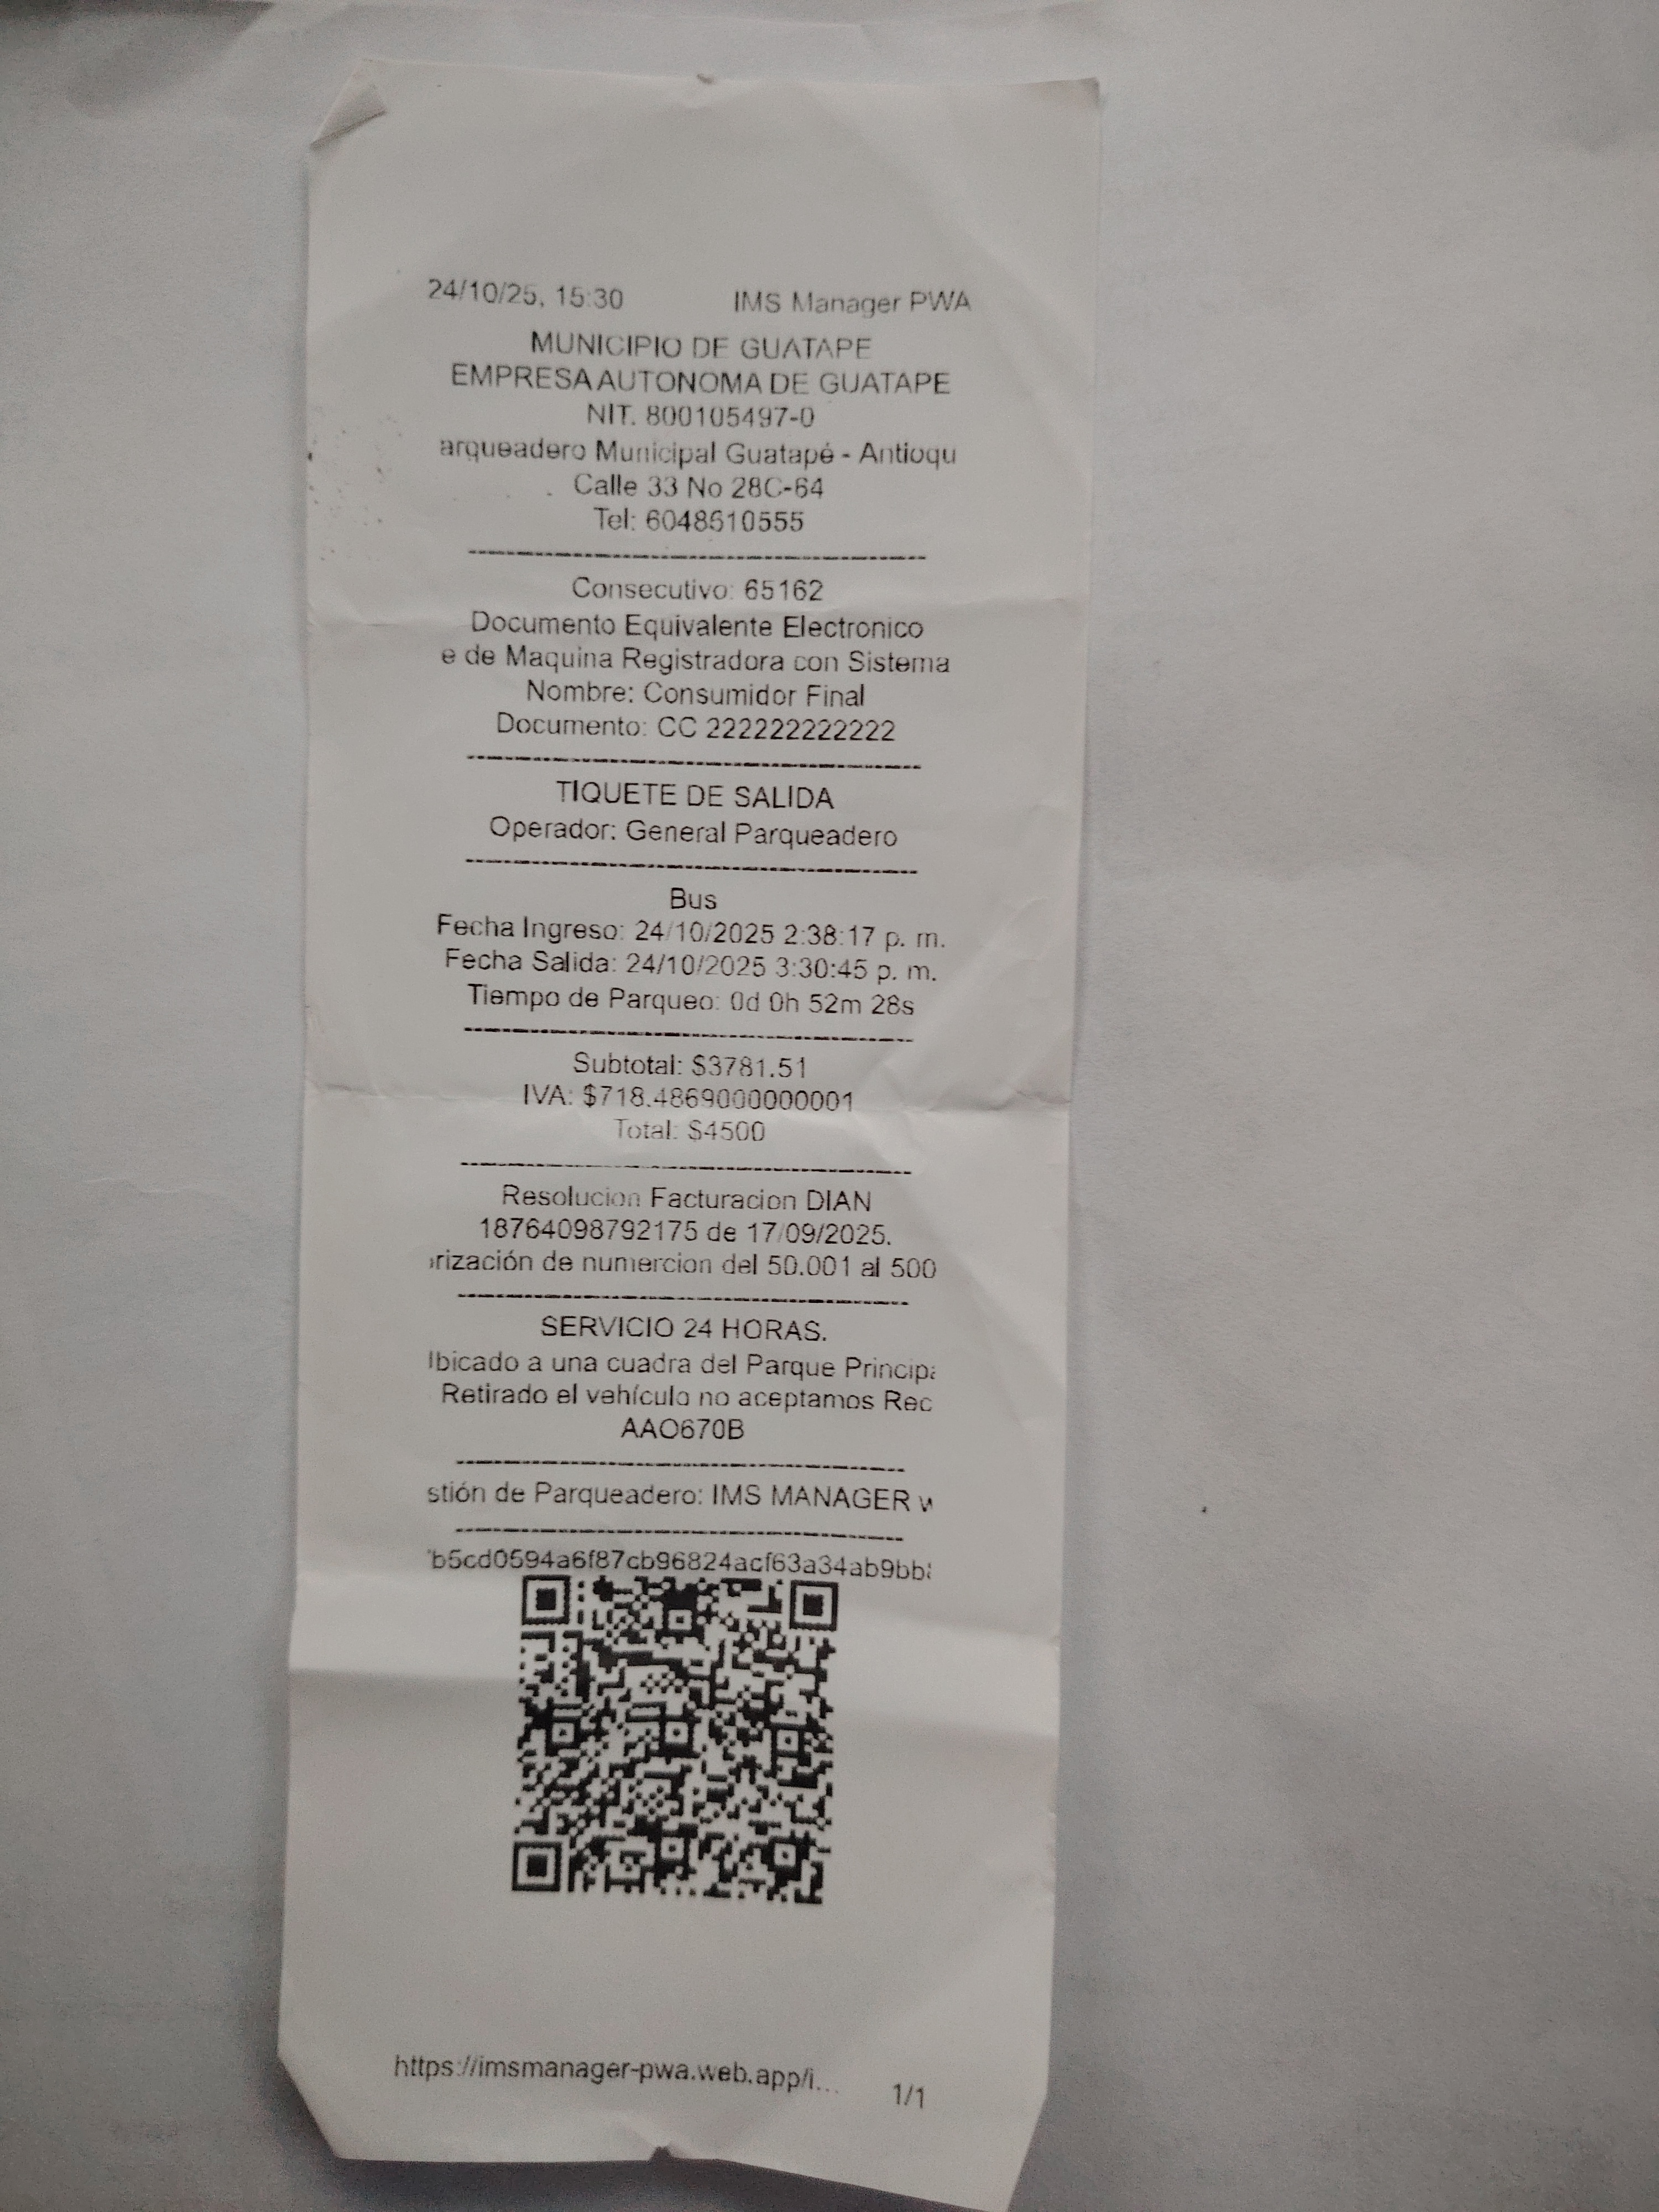 24/10/25, 15:30 IMS Manager PWA
MUNICIPIO DE GUATAPE
EMPRESA AUTONOMA DE GUATAPE
NIT. 800105497-0
arqueadero Municipal Guatapé - Antioqu
Calle 33 No 28C-64
Tel: 6048610555
Consecutivo: 65162
Documento Equivalente Electronico
e de Maquina Registradora con Sistema
Nombre: Consumidor Final
Documento: CC 222222222222
TIQUETE DE SALIDA
Operador: General Parqueadero
Bus
Fecha Ingreso: 24/10/2025 2:38:17 p. m.
Fecha Salida: 24/10/2025 3:30:45 p. m.
Tiempo de Parqueo: 0d 0h 52m 28s
Subtotal: $3781.51
IVA: $718.4869000000001
Total: $4500
Resolucion Facturacion DIAN
18764098792175 de 17/09/2025.
rización de numercion del 50.001 al 500
SERVICIO 24 HORAS.
bicado a una cuadra del Parque Principa
Retirado el vehículo no aceptamos Rec
AAO670B
stión de Parqueadero: IMS MANAGER w
b5cd0594a6f87cb96824acf63a34ab9bb
https://imsmanager-pwa.web.app/i... 1/1